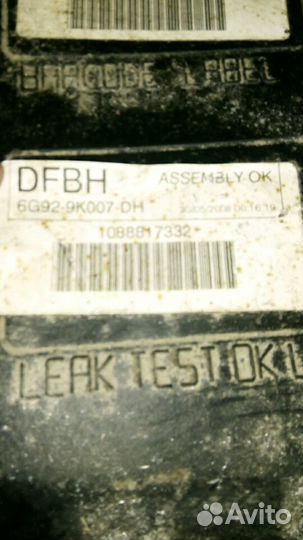 BARCODE LABEL
DFBH ASSEMBLY OK
6G92-9K007-DH
1088817332
LEAK TEST OK L
Avito